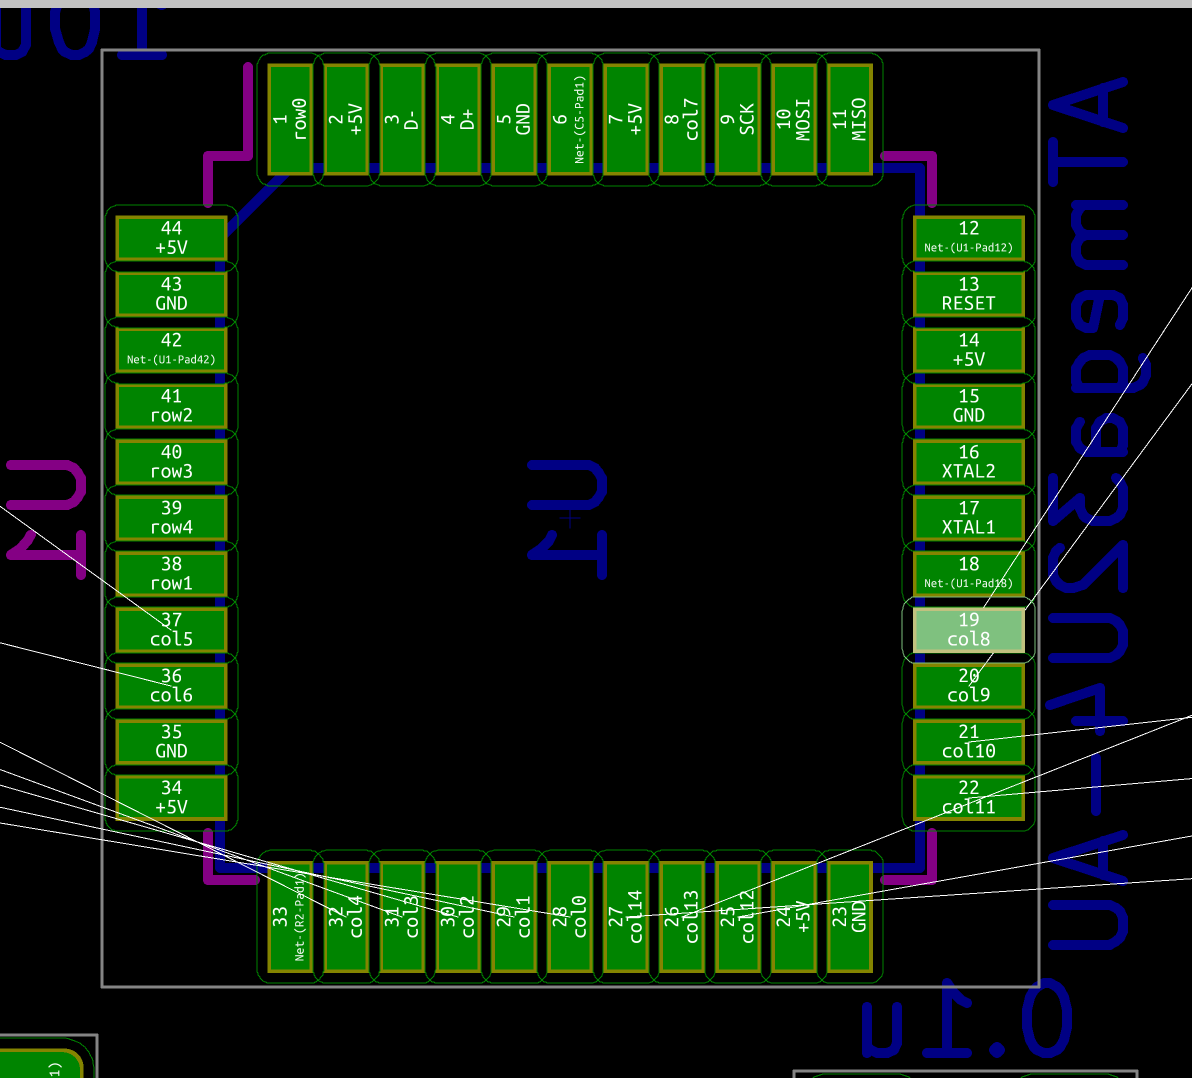 10u
1
row0
2
+5V
3
D-
4
D+
5
GND
6
Net-(C5-Pad1)
7
+5V
8
col7
9
SCK
10
MOSI
11
MISO
44
+5V
43
GND
42
Net-(U1-Pad42)
41
row2
40
row3
39
row4
38
row1
37
col5
36
col6
35
GND
34
+5V
U1
U1
12
Net-(U1-Pad12)
13
RESET
14
+5V
15
GND
16
XTAL2
17
XTAL1
18
Net-(U1-Pad18)
19
col8
20
col9
21
col10
22
col11
ATmega32U4-AU
33
Net-(R2-Pad1)
32
col4
31
col3
30
col2
29
col1
28
col0
27
col14
26
col13
25
col12
24
+5V
23
GND
0.1u
1)